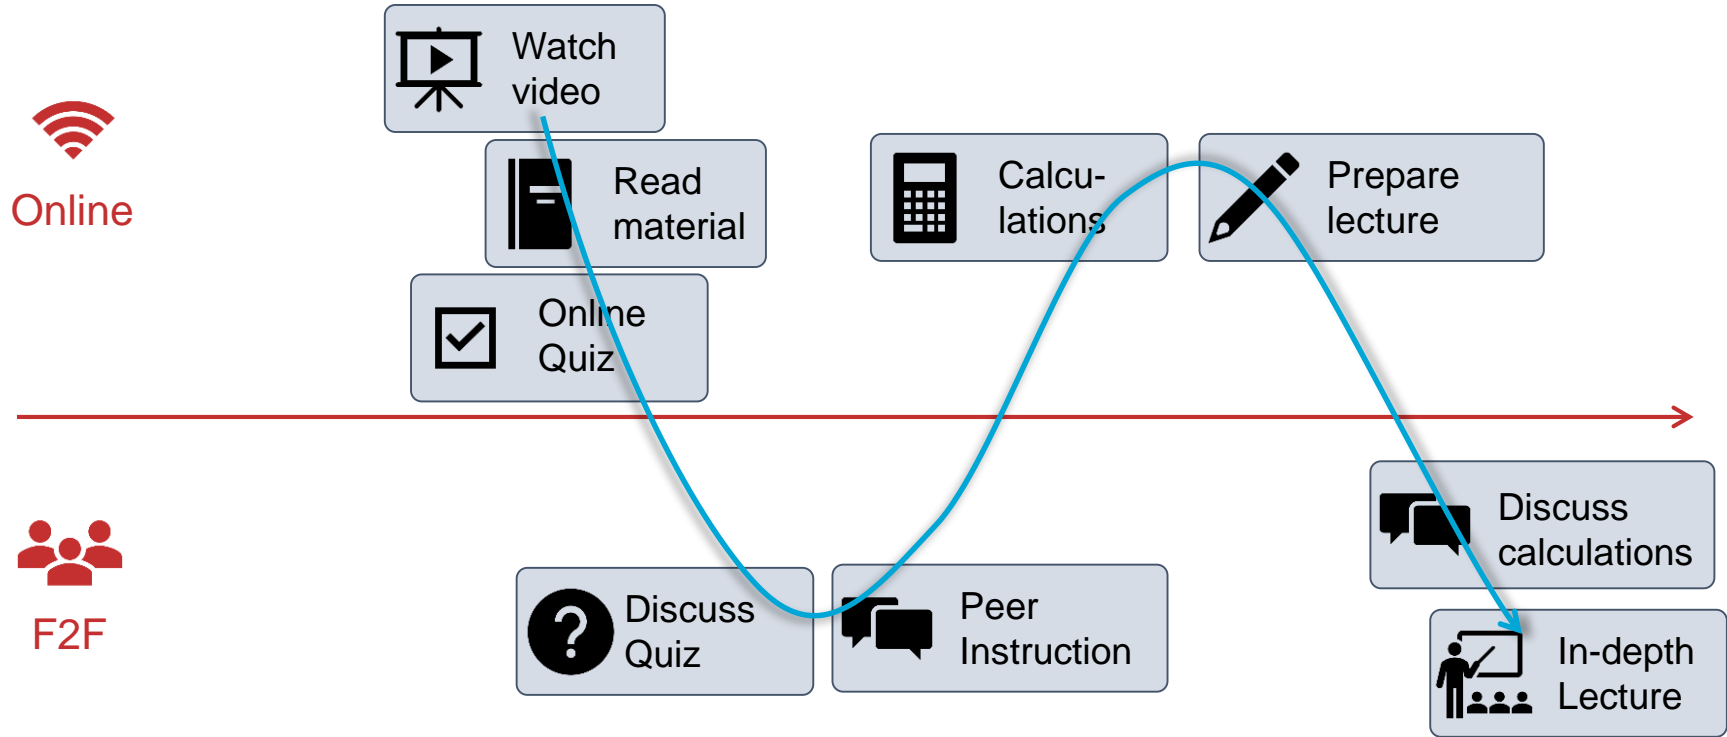 Watch
video
Online
Read
material
Calcu-
lations
Prepare
lecture
Online
Quiz
F2F
Discuss
Quiz
Peer
Instruction
Discuss
calculations
In-depth
Lecture